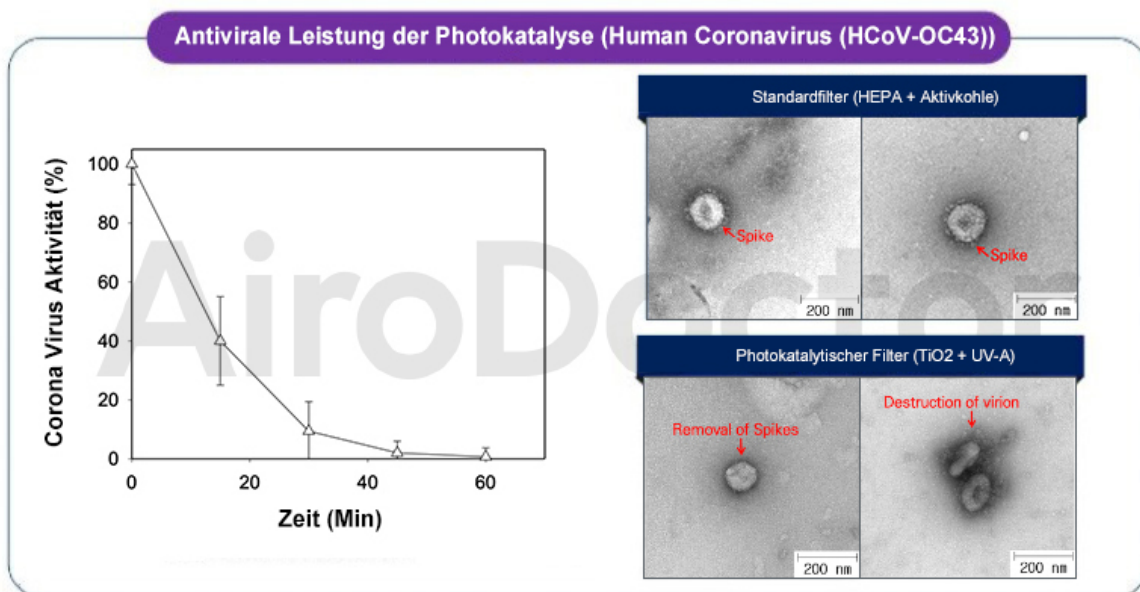 Antivirale Leistung der Photokatalyse (Human Coronavirus (HCoV-OC43))
AiroDoctor
Corona Virus Aktivität (%)
100
80
60
40
20
0
0
20
40
60
Zeit (Min)
Standardfilter (HEPA + Aktivkohle)
Spike
200 nm
Spike
200 nm
Photokatalytischer Filter (TiO2 + UV-A)
Removal of Spikes
200 nm
Destruction of virion
200 nm